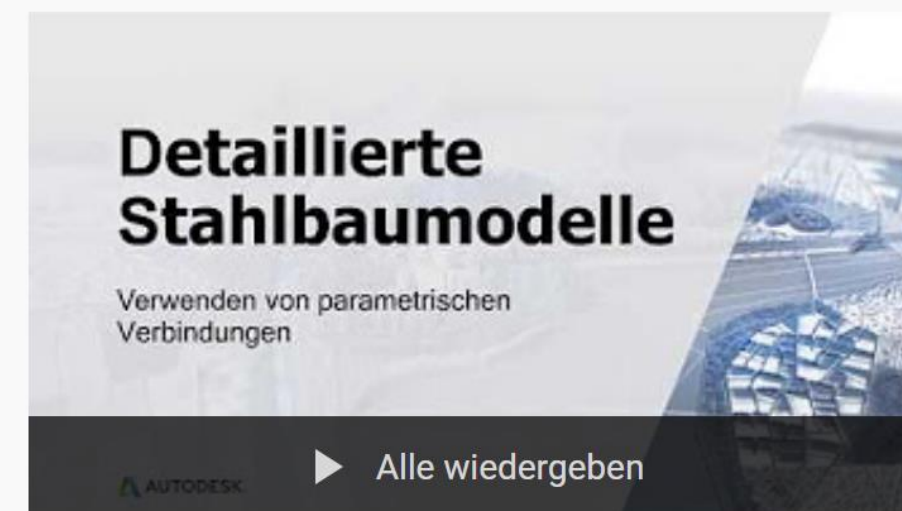 Detaillierte
Stahlbaumodelle
Verwenden von parametrischen
Verbindungen
Alle wiedergeben
AUTODESK